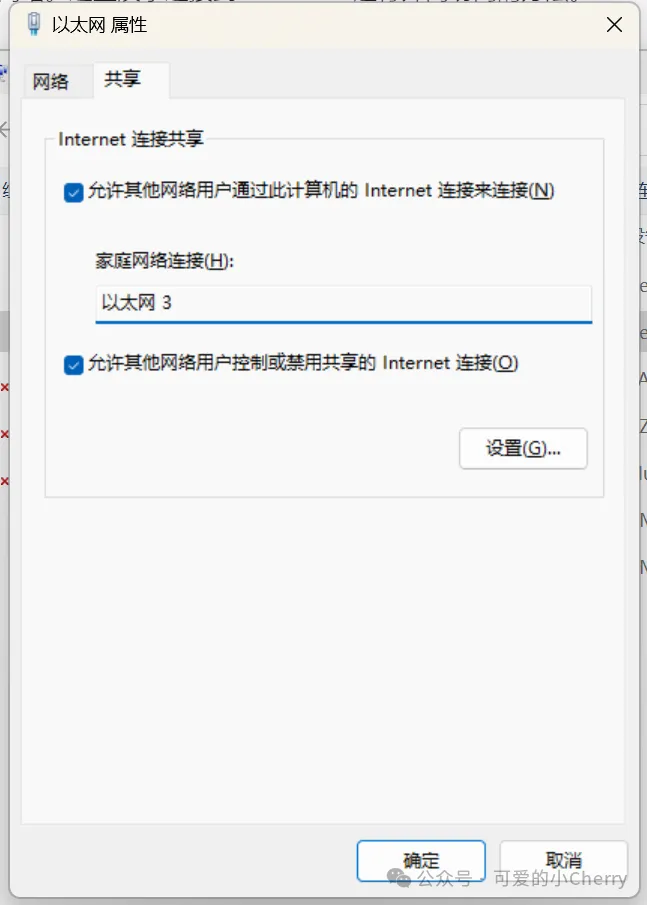 以太网 属性
网络
共享
Internet 连接共享
允许其他网络用户通过此计算机的 Internet 连接来连接(N)
家庭网络连接(H):
以太网 3
允许其他网络用户控制或禁用共享的 Internet 连接(O)
设置(G)...
确定
取消
公众号 · 可爱的小Cherry